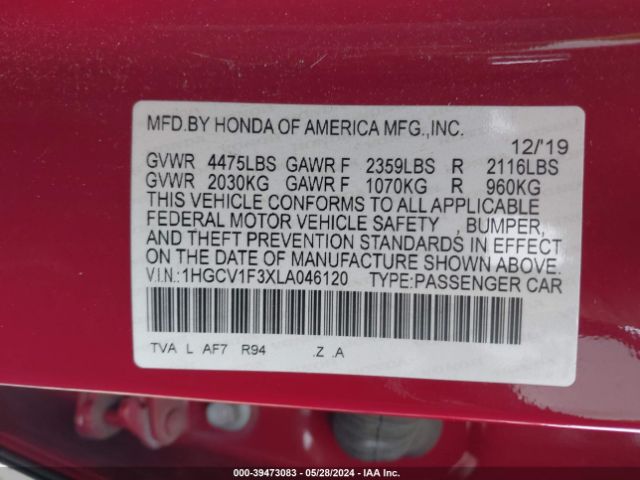 MFD.BY HONDA OF AMERICA MFG.,INC.
12/'19
GVWR 4475LBS GAWR F 2359LBS R 2116LBS
GVWR 2030KG GAWR F 1070KG R 960KG
THIS VEHICLE CONFORMS TO ALL APPLICABLE
FEDERAL MOTOR VEHICLE SAFETY , BUMPER,
AND THEFT PREVENTION STANDARDS IN EFFECT
ON THE DATE OF MANUFACTURE SHOWN ABOVE.
VIN.:1HGCV1F3XLA046120 TYPE:PASSENGER CAR
TVA L AF7 R94 .Z .A
000-39473083 - 05/28/2024 - IAA Inc.